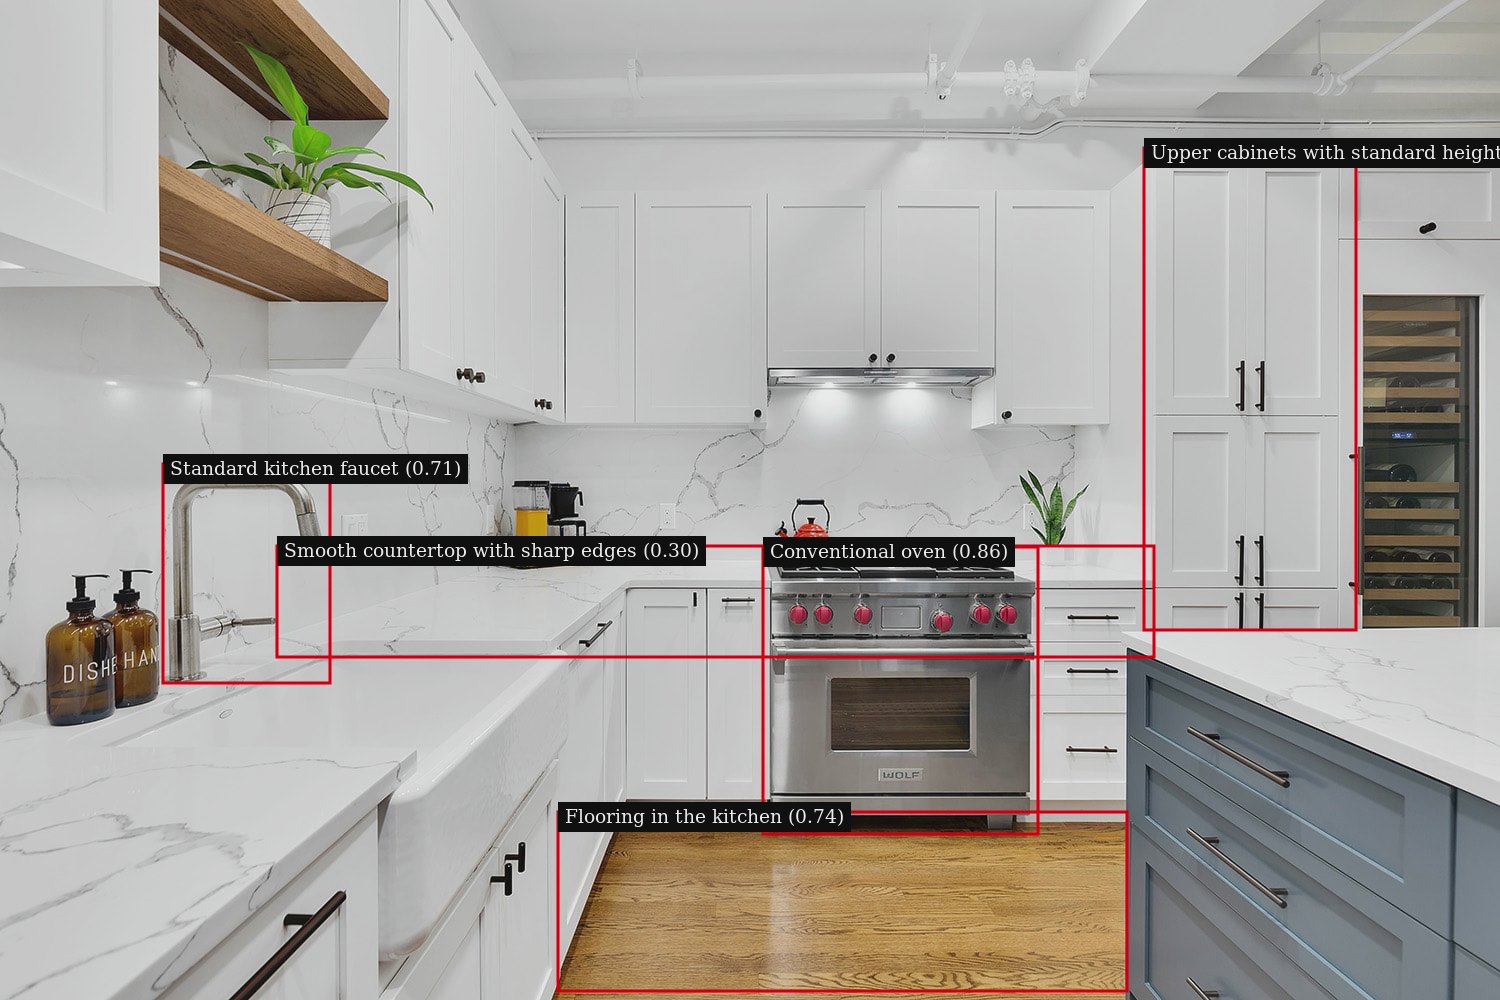 Upper cabinets with standard height
Standard kitchen faucet (0.71)
Smooth countertop with sharp edges (0.30)
Conventional oven (0.86)
DISHE
HAN
WOLF
Flooring in the kitchen (0.74)